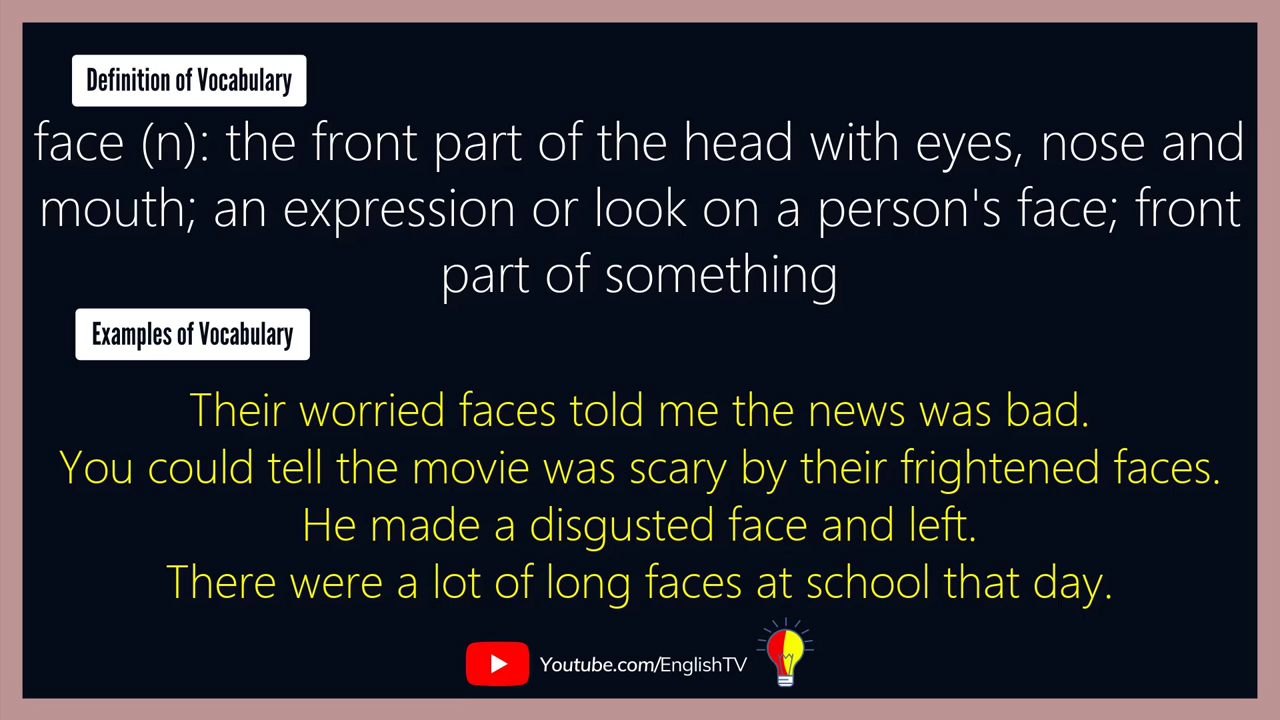 Definition of Vocabulary
face (n): the front part of the head with eyes, nose and
mouth; an expression or look on a person's face; front
part of something
Examples of Vocabulary
Their worried faces told me the news was bad.
You could tell the movie was scary by their frightened faces.
He made a disgusted face and left.
There were a lot of long faces at school that day.
Youtube.com/EnglishTV